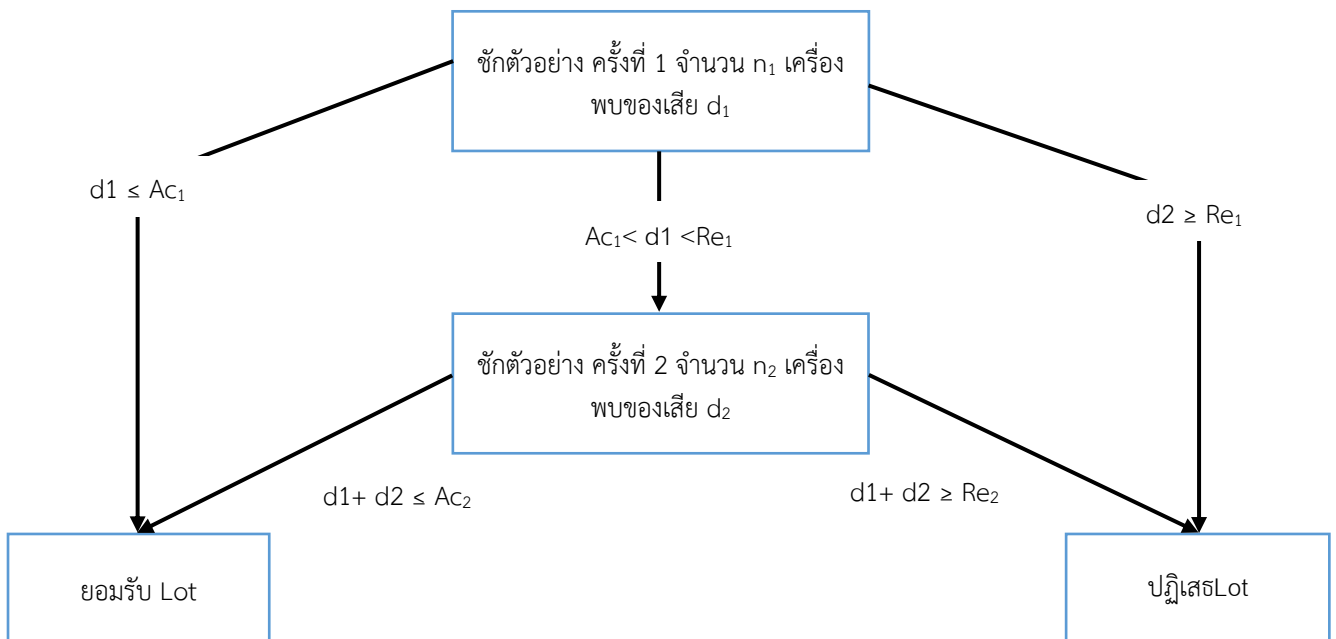 ชักตัวอย่าง ครั้งที่ 1 จำนวน n₁ เครื่อง
พบของเสีย d₁
d1 ≤ Ac₁
d2 ≥ Re₁
Ac₁< d1 <Re₁
ชักตัวอย่าง ครั้งที่ 2 จำนวน n₂ เครื่อง
พบของเสีย d₂
d1+ d2 ≤ Ac₂
d1+ d2 ≥ Re₂
ยอมรับ Lot
ปฏิเสธLot